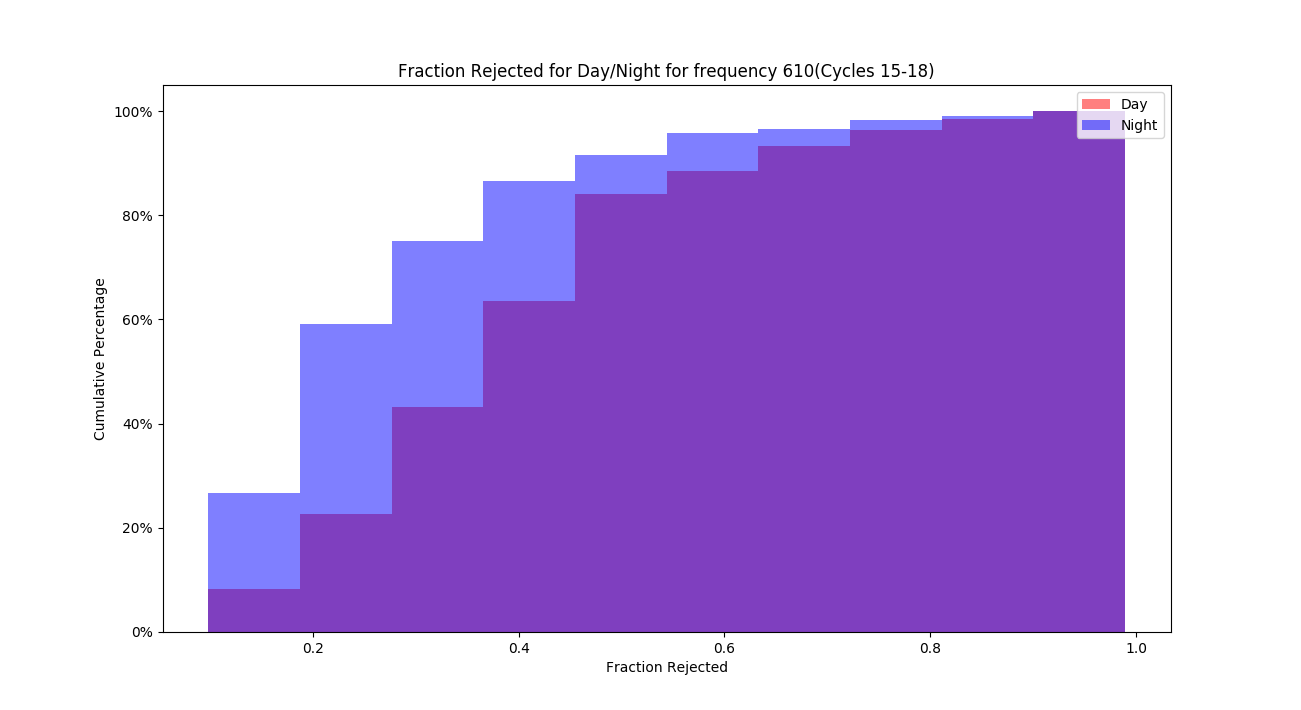 Fraction Rejected for Day/Night for frequency 610(Cycles 15-18)
Day
Night
100%
80%
60%
40%
20%
0%
Cumulative Percentage
0.2 0.4 0.6 0.8 1.0
Fraction Rejected